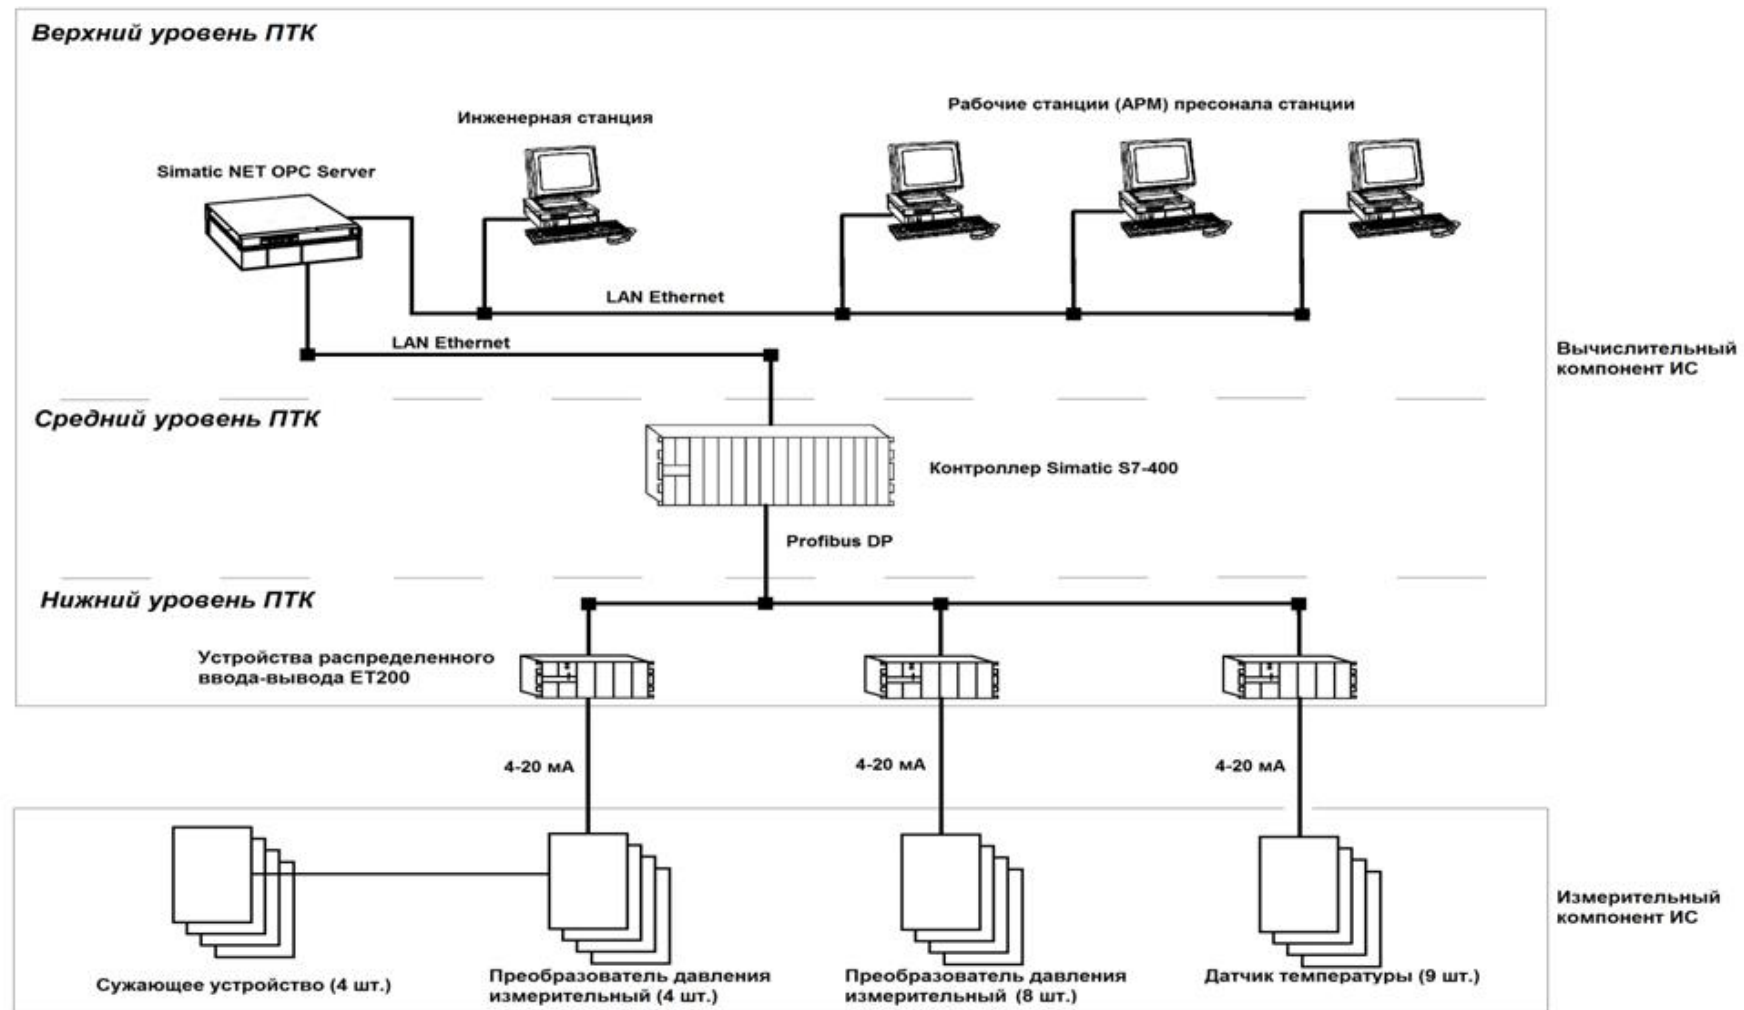 Верхний уровень ПТК
Рабочие станции (АРМ) пресонала станции
Инженерная станция
Simatic NET OPC Server
LAN Ethernet
LAN Ethernet
Вычислительный
компонент ИС
Средний уровень ПТК
Контроллер Simatic S7-400
Profibus DP
Нижний уровень ПТК
Устройства распределенного
ввода-вывода ET200
4-20 мА
4-20 мА
4-20 мА
Измерительный
компонент ИС
Сужающее устройство (4 шт.)
Преобразователь давления
измерительный (4 шт.)
Преобразователь давления
измерительный (8 шт.)
Датчик температуры (9 шт.)